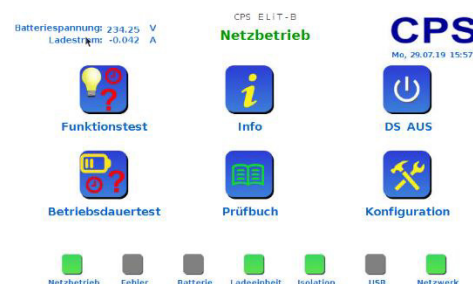 CPS ELiT-B
Batteriespannung: 234.25 V
Ladestrom: -0.042 A
Netzbetrieb
CPS
Mo, 29.07.19 15:57
Funktionstest
Info
DS AUS
Betriebsdauertest
Prüfbuch
Konfiguration
Netzbetrieb
Fehler
Batterie
Ladeeinheit
Isolation
USB
Netzwerk